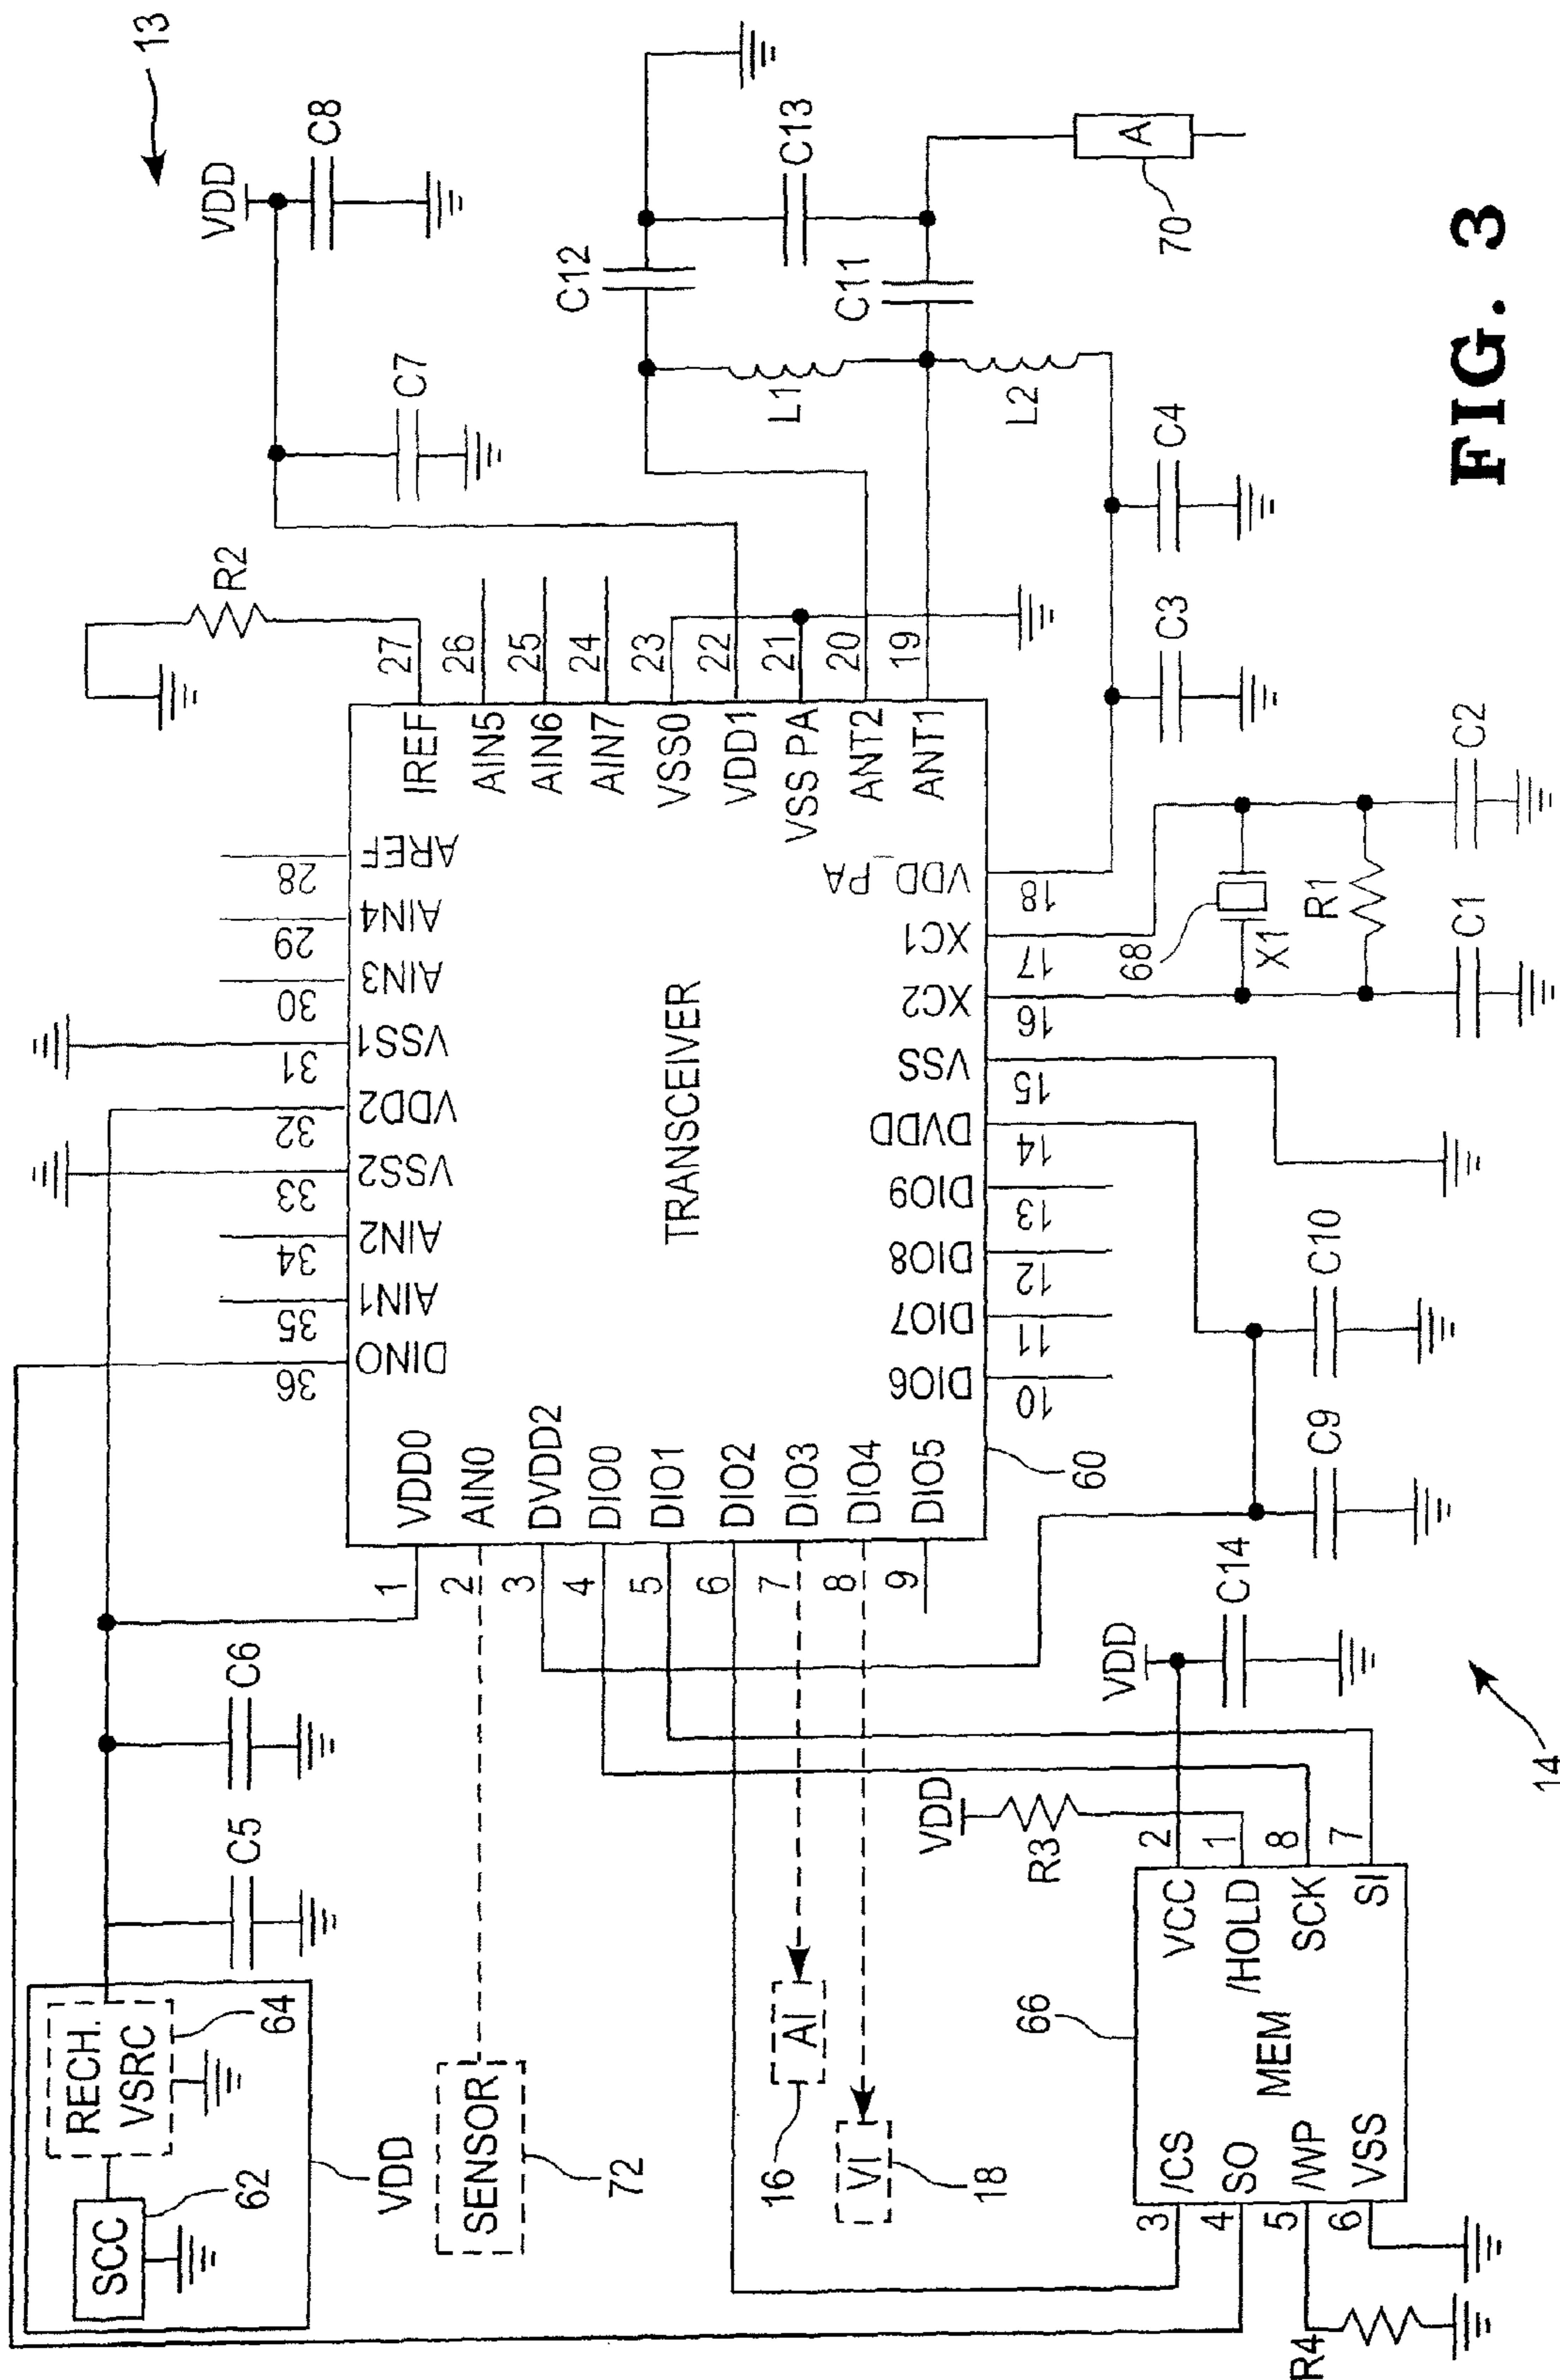 13
SCC
62
RECH.
VSRC
64
VDD
C5
C6
VDD
C8
C7
R2
SENSOR
72
16
AI
VI
18
TRANSCEIVER
60
1 VDD0
2 AIN0
3 DVDD2
4 DIO0
5 DIO1
6 DIO2
7 DIO3
8 DIO4
9 DIO5
10 DIO6
11 DIO7
12 DIO8
13 DIO9
14 DVDD
15 VSS
16 XC2
17 XC1
18 VDD_PA
19 ANT1
20 ANT2
21 VSS PA
22 VDD1
23 VSS0
24 AIN7
25 AIN6
26 AIN5
27 IREF
28 AREF
29 AIN4
30 AIN3
31 VSS1
32 VDD2
33 VSS2
34 AIN2
35 AIN1
36 DINO
C12
C13
C11
L1
L2
A
70
C4
C3
68
X1
R1
C1
C2
C9
C10
VDD
C14
VDD
R3
66
MEM
3 /CS
4 SO
5 /WP
6 VSS
2 VCC
1 /HOLD
8 SCK
7 SI
R4
14
FIG. 3